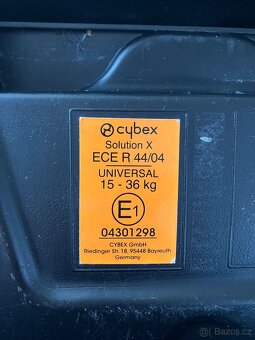 cybex
Solution X
ECE R 44/04
UNIVERSAL
15 - 36 kg
E1
04301298
CYBEX GmbH
Riedinger Str. 18, 95448 Bayreuth
Germany
Bazoš.cz